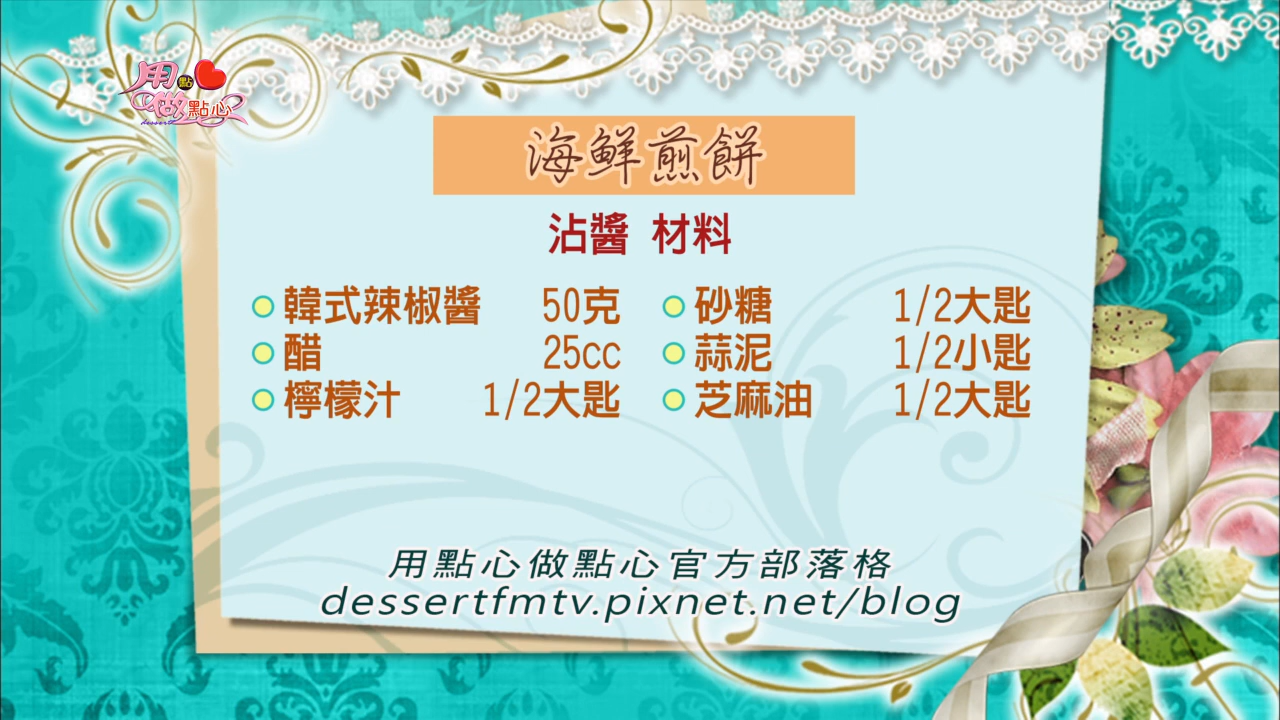 用點心
做點心
dessert
海鮮煎餅
沾醬 材料
韓式辣椒醬 50克
醋 25cc
檸檬汁 1/2大匙
砂糖 1/2大匙
蒜泥 1/2小匙
芝麻油 1/2大匙
用點心做點心官方部落格
dessertfmtv.pixnet.net/blog